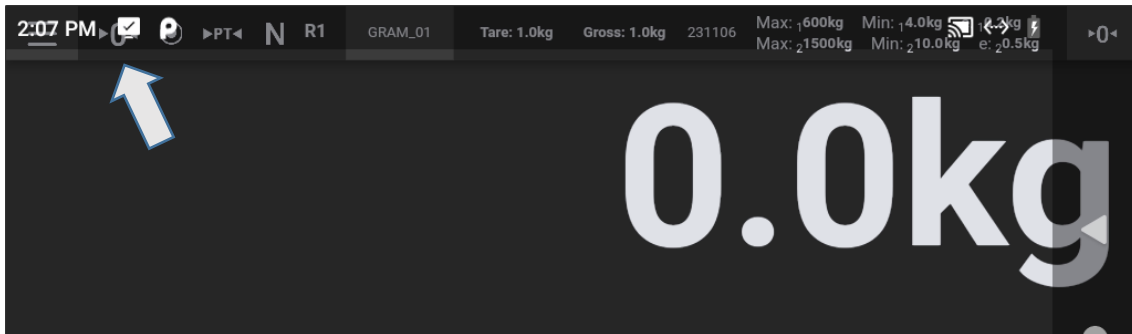 2:07 PM ▸0◂ ▸PT◂ N R1 GRAM_01 Tare: 1.0kg Gross: 1.0kg 231106 Max: ₁600kg Min: ₁4.0kg ▸0◂
Max: ₂1500kg Min: ₂10.0kg e: ₂0.5kg
0.0kg